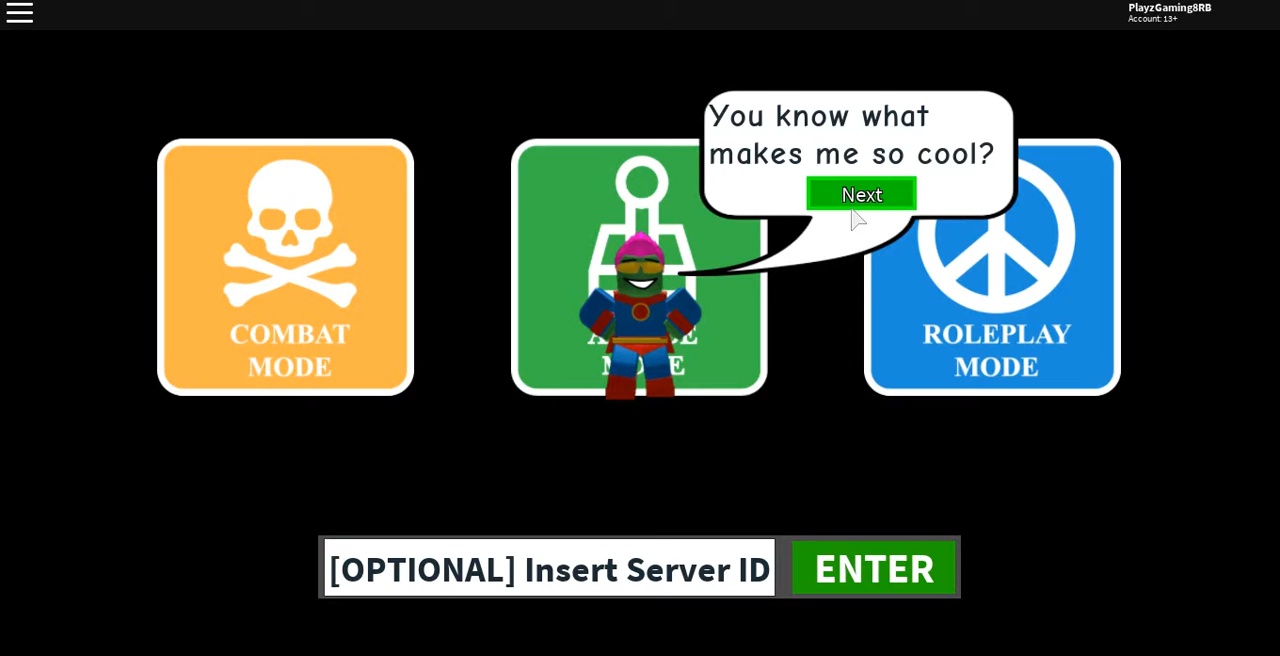 PlayzGaming8RB
Account: 13+
You know what
makes me so cool?
Next
COMBAT
MODE
ROLEPLAY
MODE
[OPTIONAL] Insert Server ID
ENTER